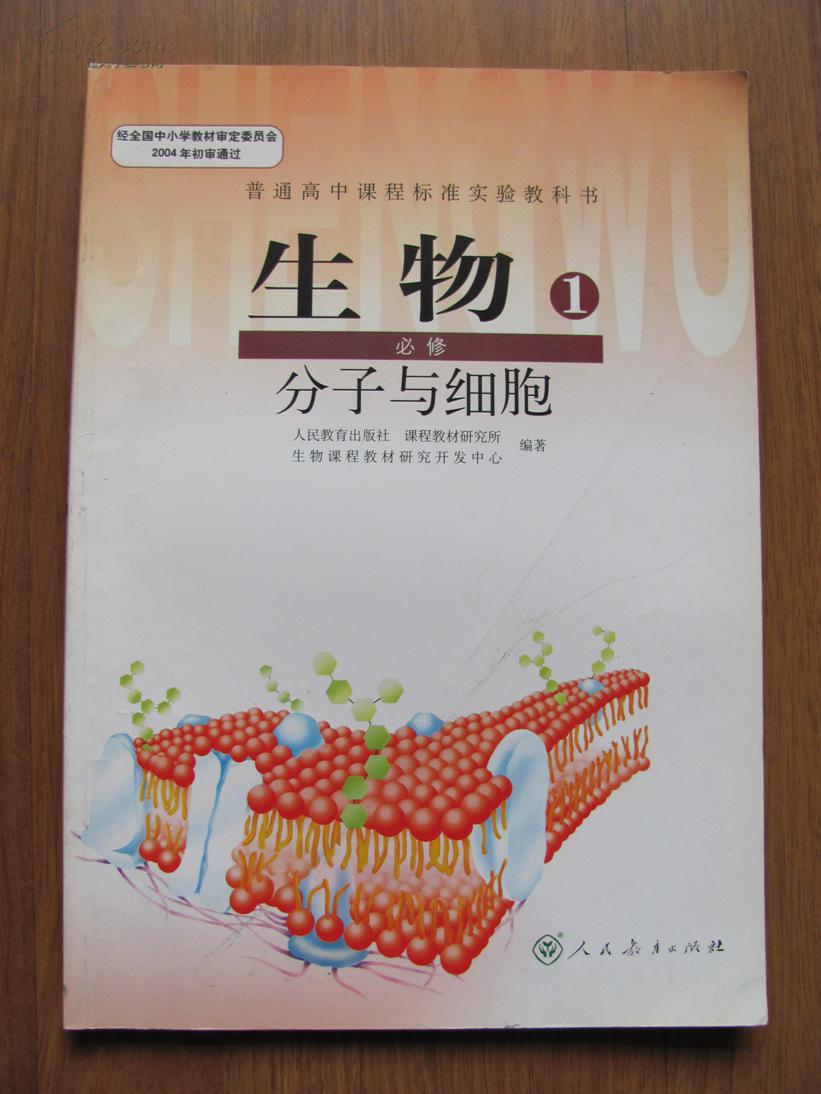 经全国中小学教材审定委员会
2004年初审通过
SHENGWU
普通高中课程标准实验教科书
生物 1
必修
分子与细胞
人民教育出版社 课程教材研究所
生物课程教材研究开发中心
编著
人民教育出版社